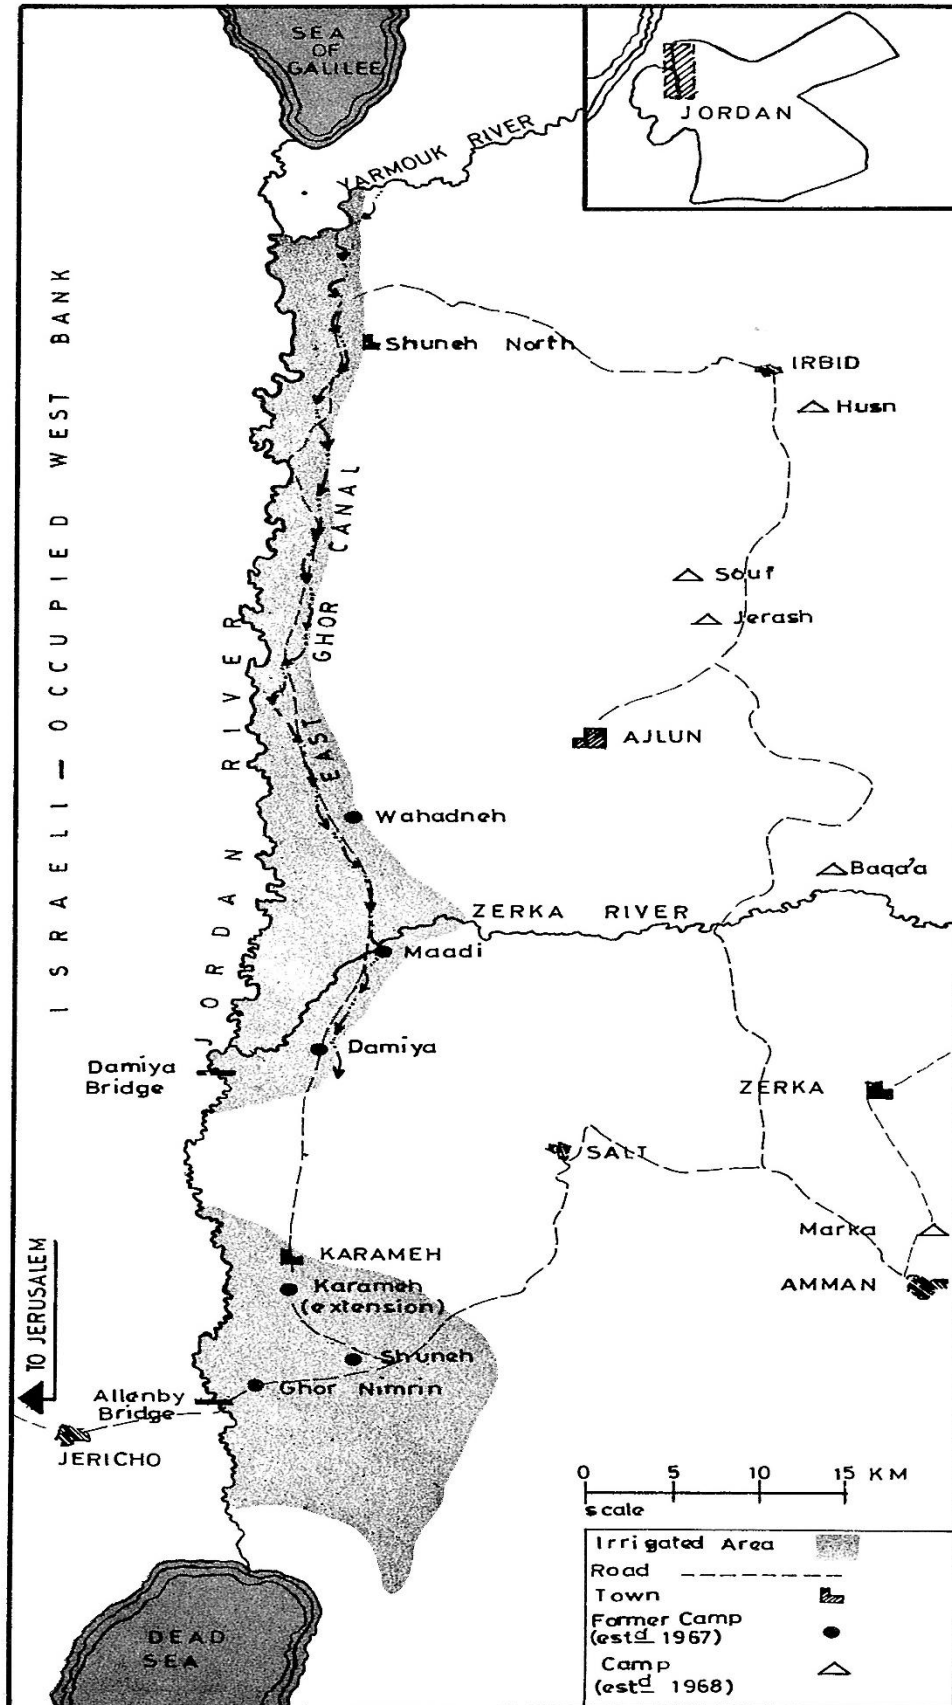 SEA
OF
GALILEE
YARMOUK RIVER
JORDAN
ISRAELI — OCCUPIED WEST BANK
Shuneh North
IRBID
Husn
EAST GHOR CANAL
JORDAN RIVER
Souf
Jerash
AJLUN
Wahadneh
Baqa'a
ZERKA RIVER
Maadi
Damiya
Damiya
Bridge
ZERKA
SALT
Marka
AMMAN
KARAMEH
Karameh
(extension)
Shuneh
Ghor Nimrin
TO JERUSALEM
Allenby
Bridge
JERICHO
0 5 10 15 KM
scale
Irrigated Area
Road
Town
Former Camp
(estd 1967)
Camp
(estd 1968)
DEAD
SEA